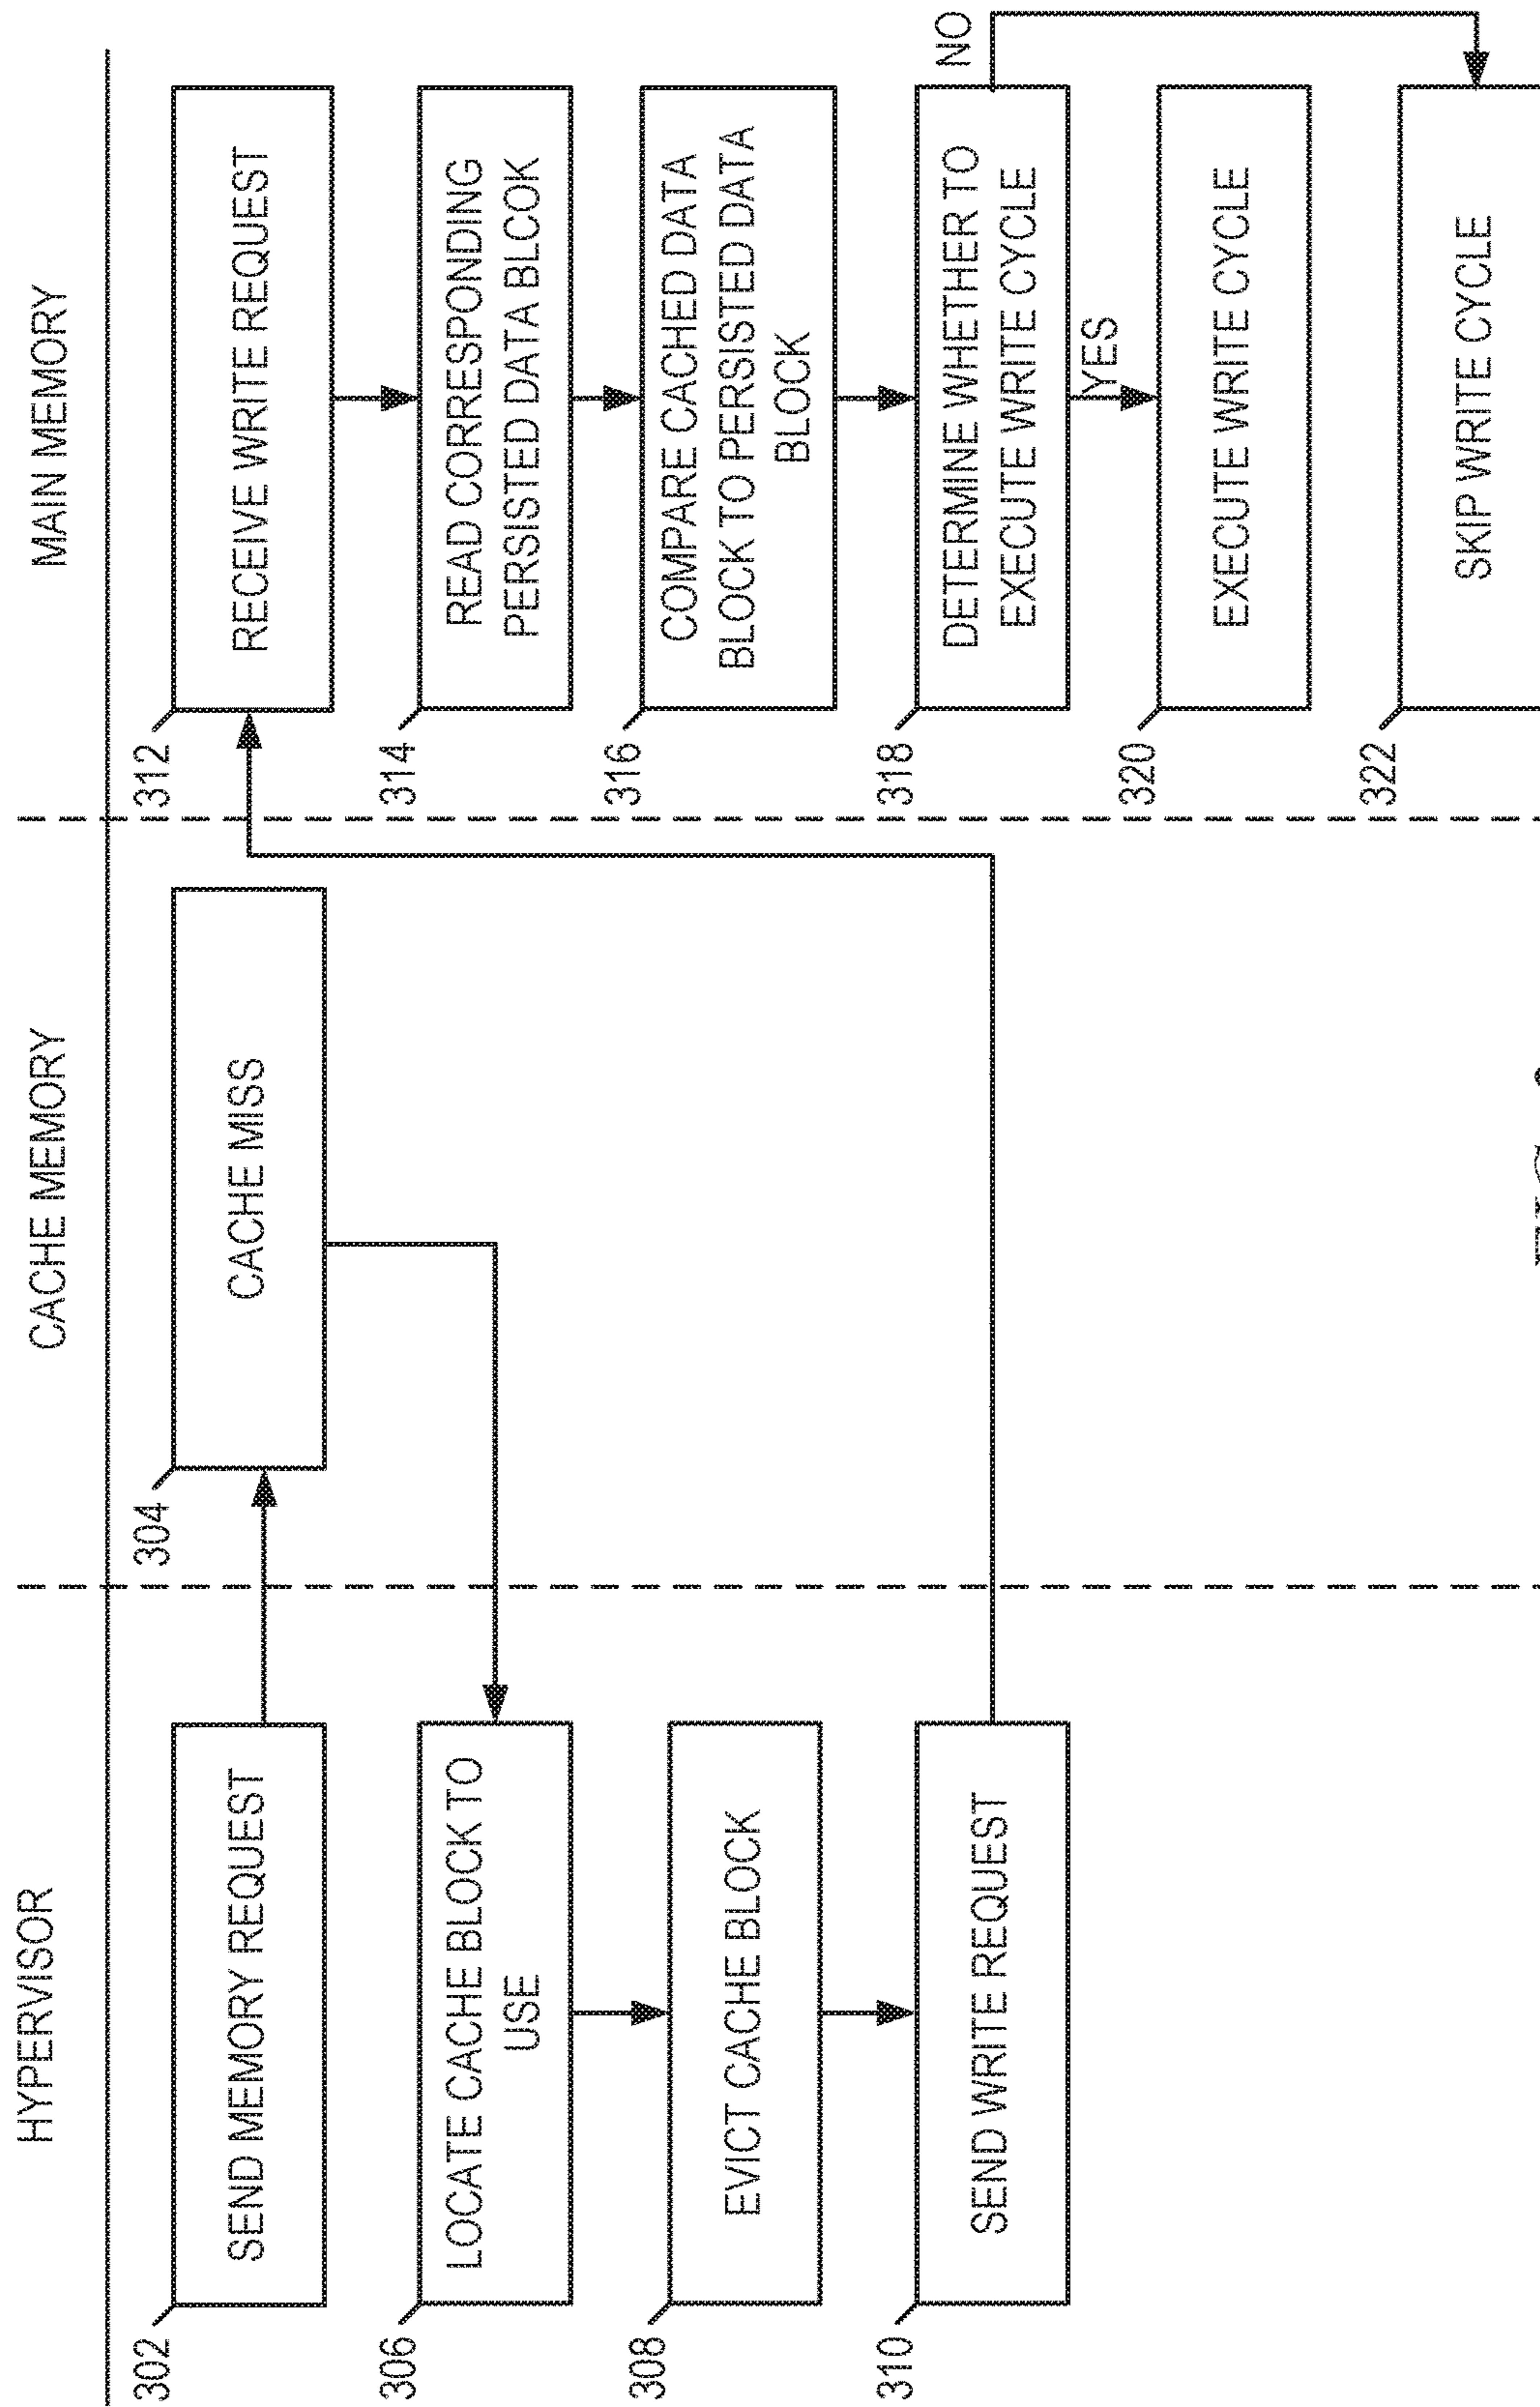 HYPERVISOR
CACHE MEMORY
MAIN MEMORY
302
SEND MEMORY REQUEST
304
CACHE MISS
306
LOCATE CACHE BLOCK TO
USE
308
EVICT CACHE BLOCK
310
SEND WRITE REQUEST
312
RECEIVE WRITE REQUEST
314
READ CORRESPONDING
PERSISTED DATA BLCOK
316
COMPARE CACHED DATA
BLOCK TO PERSISTED DATA
BLOCK
318
DETERMINE WHETHER TO
EXECUTE WRITE CYCLE
NO
YES
320
EXECUTE WRITE CYCLE
322
SKIP WRITE CYCLE